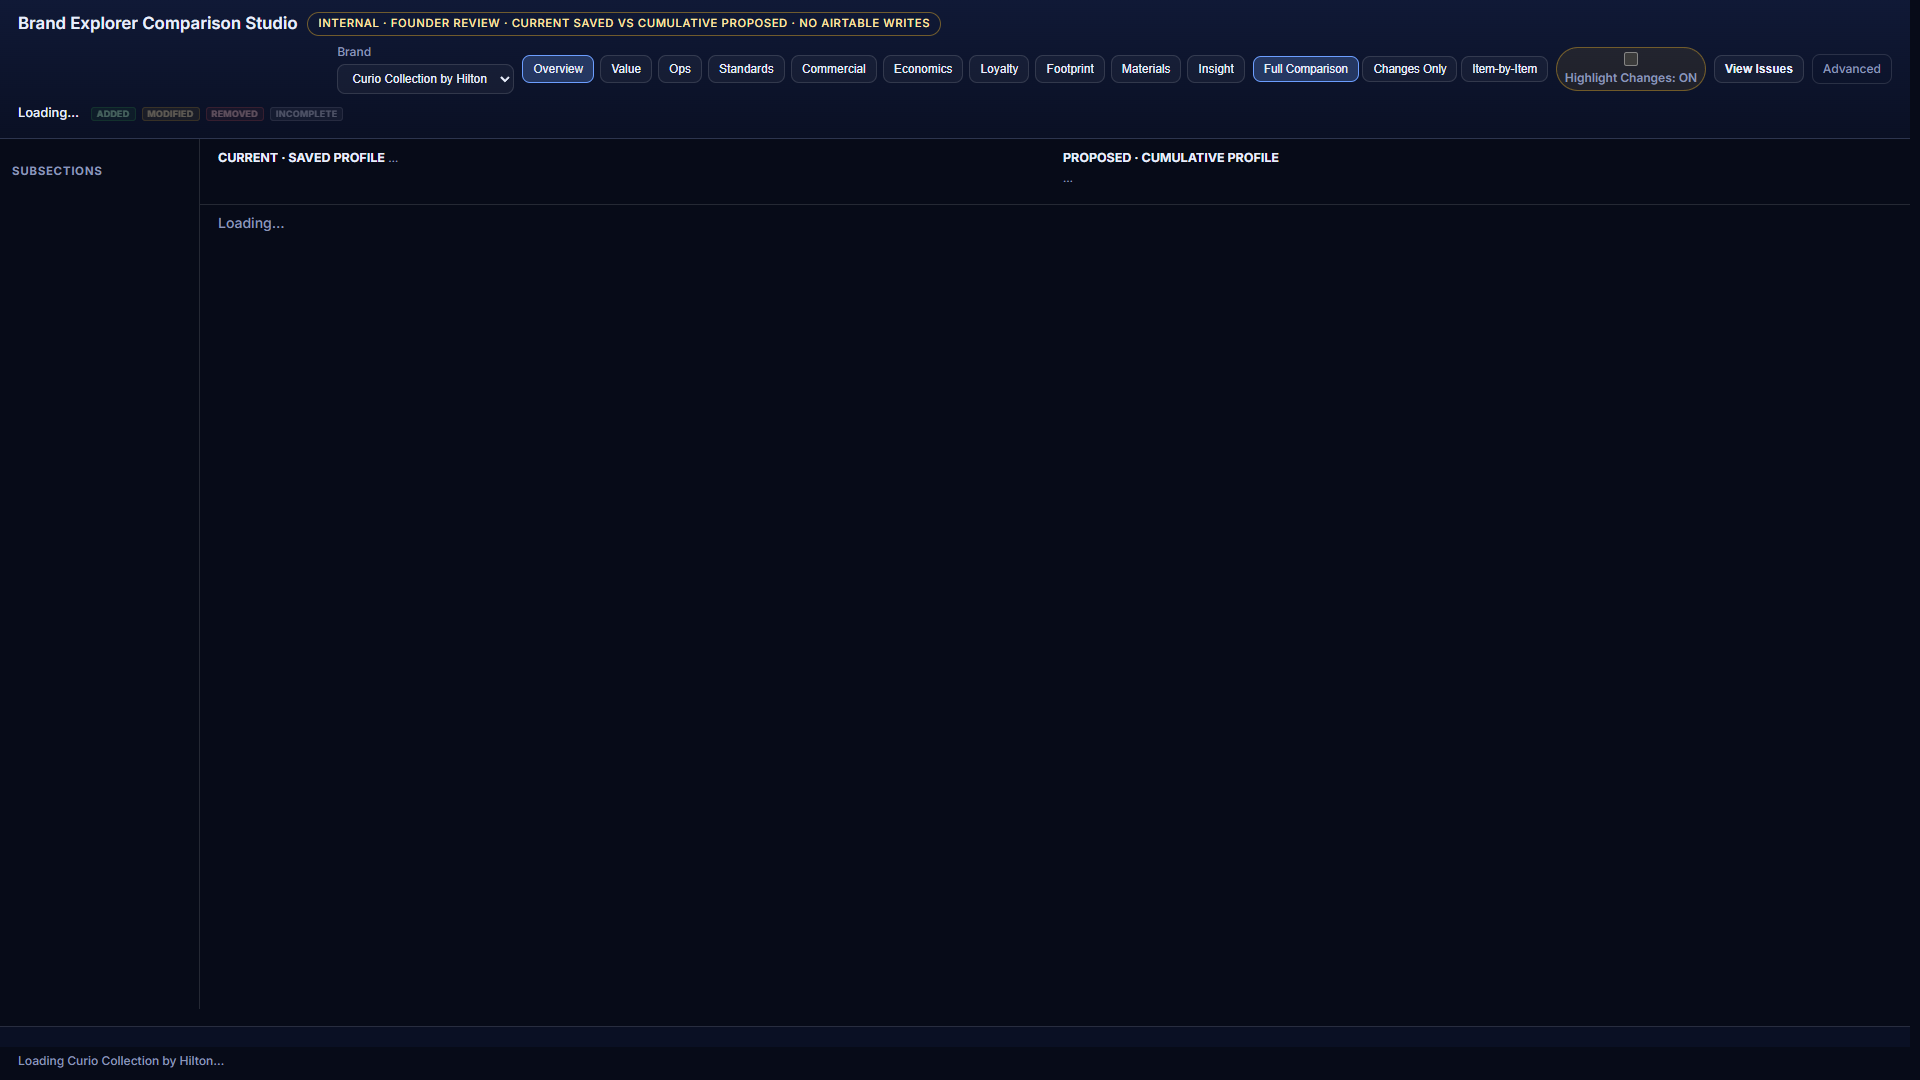 Brand Explorer Comparison Studio
INTERNAL · FOUNDER REVIEW · CURRENT SAVED VS CUMULATIVE PROPOSED · NO AIRTABLE WRITES
Brand
Curio Collection by Hilton
Overview
Value
Ops
Standards
Commercial
Economics
Loyalty
Footprint
Materials
Insight
Full Comparison
Changes Only
Item-by-Item
Highlight Changes: ON
View Issues
Advanced
Loading...
ADDED
MODIFIED
REMOVED
INCOMPLETE
SUBSECTIONS
CURRENT · SAVED PROFILE ...
PROPOSED · CUMULATIVE PROFILE
...
Loading...
Loading Curio Collection by Hilton...